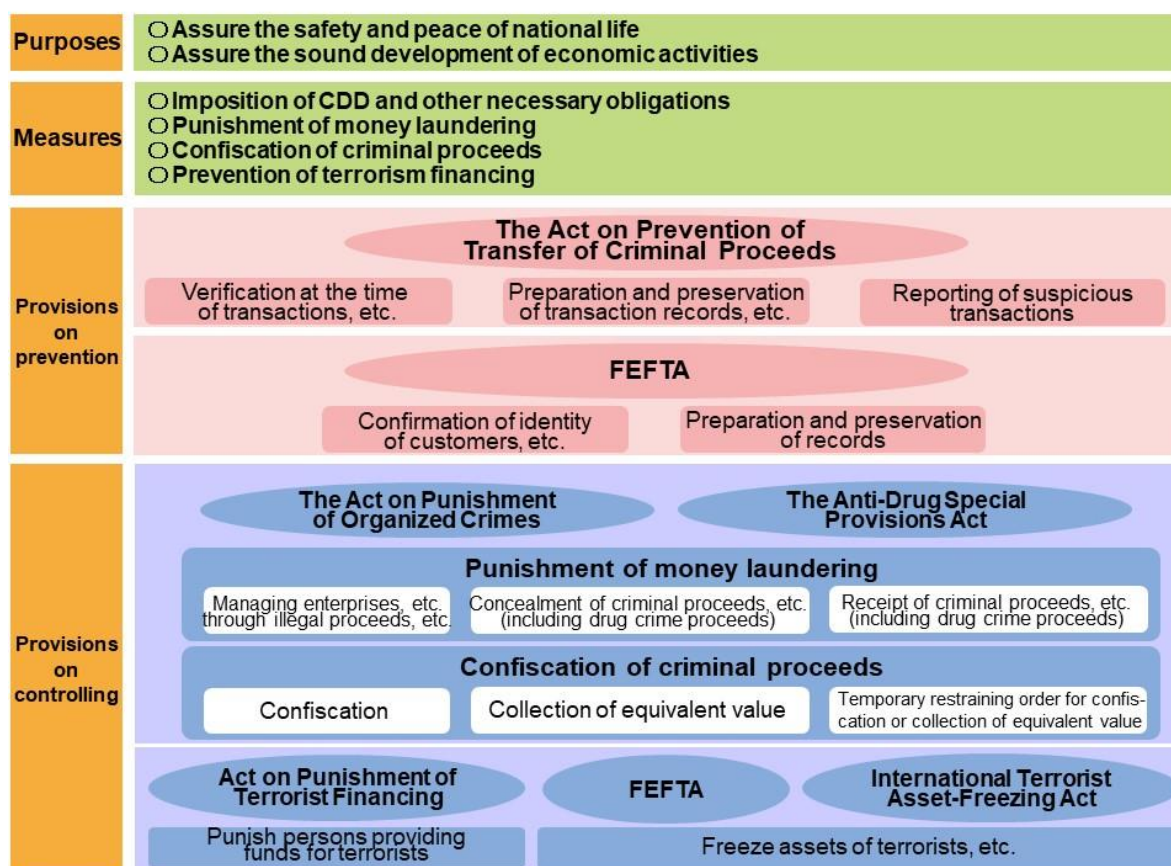 Purposes
○Assure the safety and peace of national life
○Assure the sound development of economic activities
Measures
○Imposition of CDD and other necessary obligations
○Punishment of money laundering
○Confiscation of criminal proceeds
○Prevention of terrorism financing
Provisions
on
prevention
The Act on Prevention of
Transfer of Criminal Proceeds
Verification at the time
of transactions, etc.
Preparation and preservation
of transaction records, etc.
Reporting of suspicious
transactions
FEFTA
Confirmation of identity
of customers, etc.
Preparation and preservation
of records
Provisions
on
controlling
The Act on Punishment
of Organized Crimes
The Anti-Drug Special
Provisions Act
Punishment of money laundering
Managing enterprises, etc.
through illegal proceeds, etc.
Concealment of criminal proceeds, etc.
(including drug crime proceeds)
Receipt of criminal proceeds, etc.
(including drug crime proceeds)
Confiscation of criminal proceeds
Confiscation
Collection of equivalent value
Temporary restraining order for confis-
cation or collection of equivalent value
Act on Punishment of
Terrorist Financing
FEFTA
International Terrorist
Asset-Freezing Act
Punish persons providing
funds for terrorists
Freeze assets of terrorists, etc.